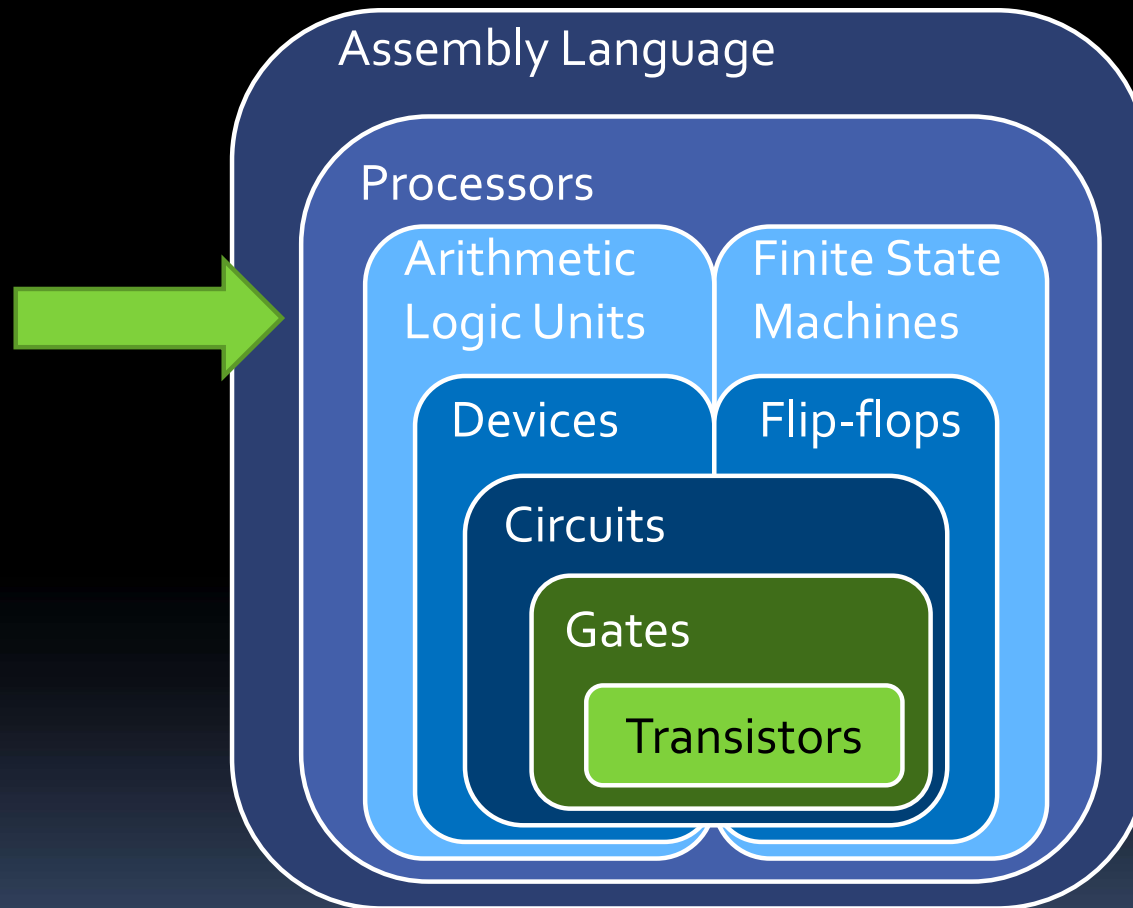 Assembly Language
Processors
Arithmetic
Logic Units
Finite State
Machines
Devices
Flip-flops
Circuits
Gates
Transistors